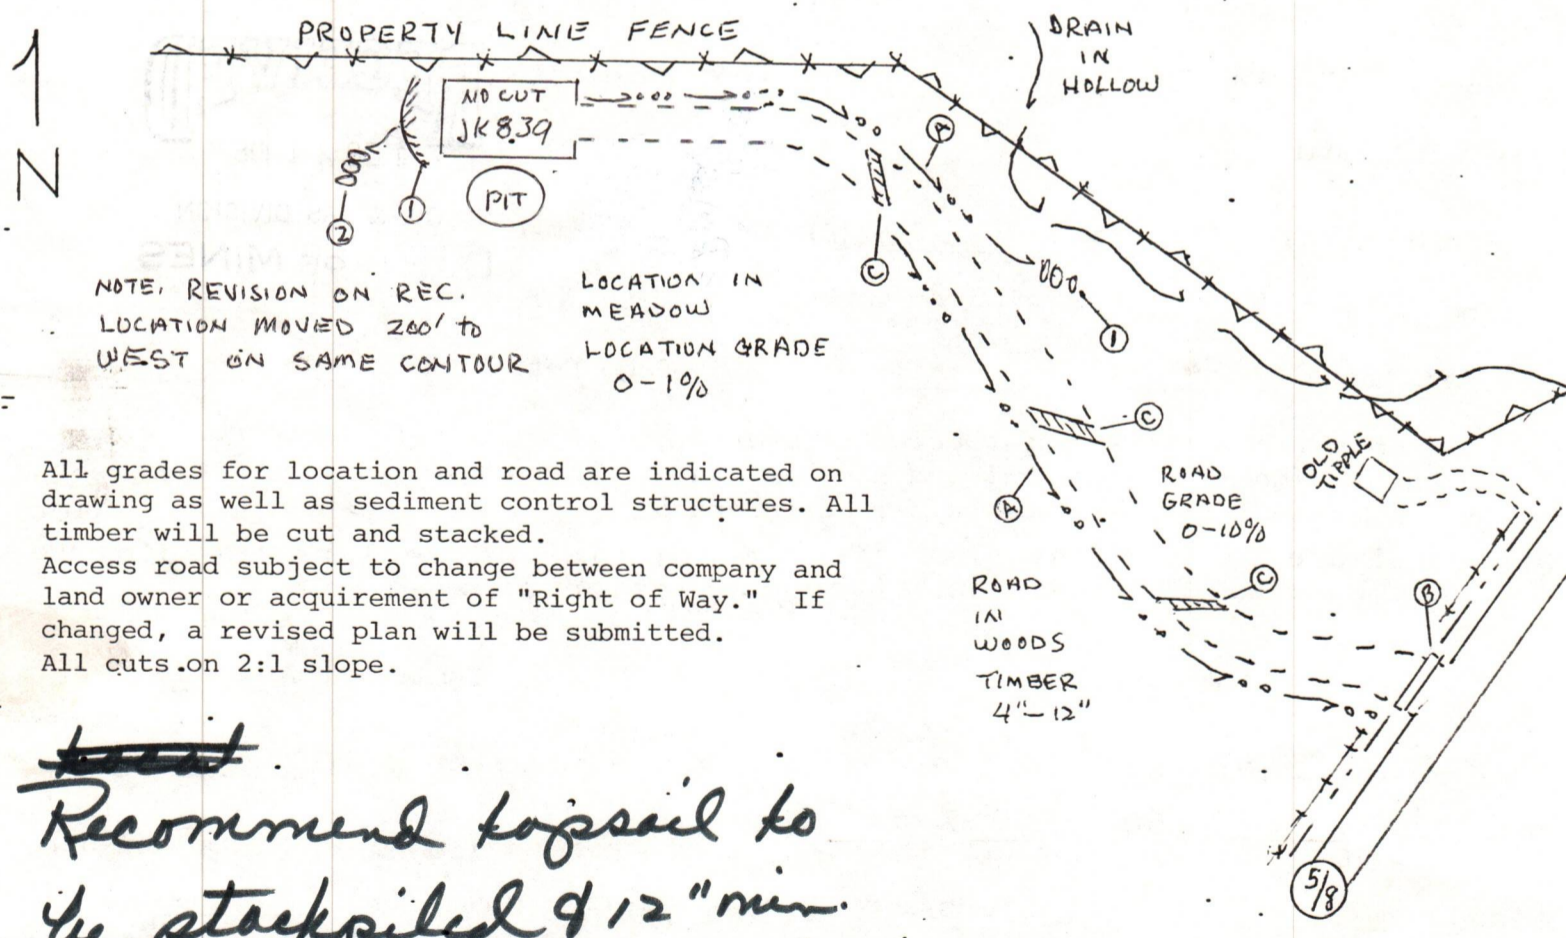 PROPERTY LINE FENCE
DRAIN
IN
HOLLOW
N
NO CUT
JK 839
PIT
1
2
A
C
1
NOTE, REVISION ON REC.
LOCATION MOVED 200' to
WEST ON SAME CONTOUR
LOCATION IN
MEADOW
LOCATION GRADE
0-1%
C
A
OLD
TIPPLE
ROAD
GRADE
0-10%
C
B
ROAD
IN
WOODS
TIMBER
4"-12"
5/8
All grades for location and road are indicated on
drawing as well as sediment control structures. All
timber will be cut and stacked.
Access road subject to change between company and
land owner or acquirement of "Right of Way." If
changed, a revised plan will be submitted.
All cuts on 2:1 slope.
Recommend topsoil to
be stockpiled & 12" min.